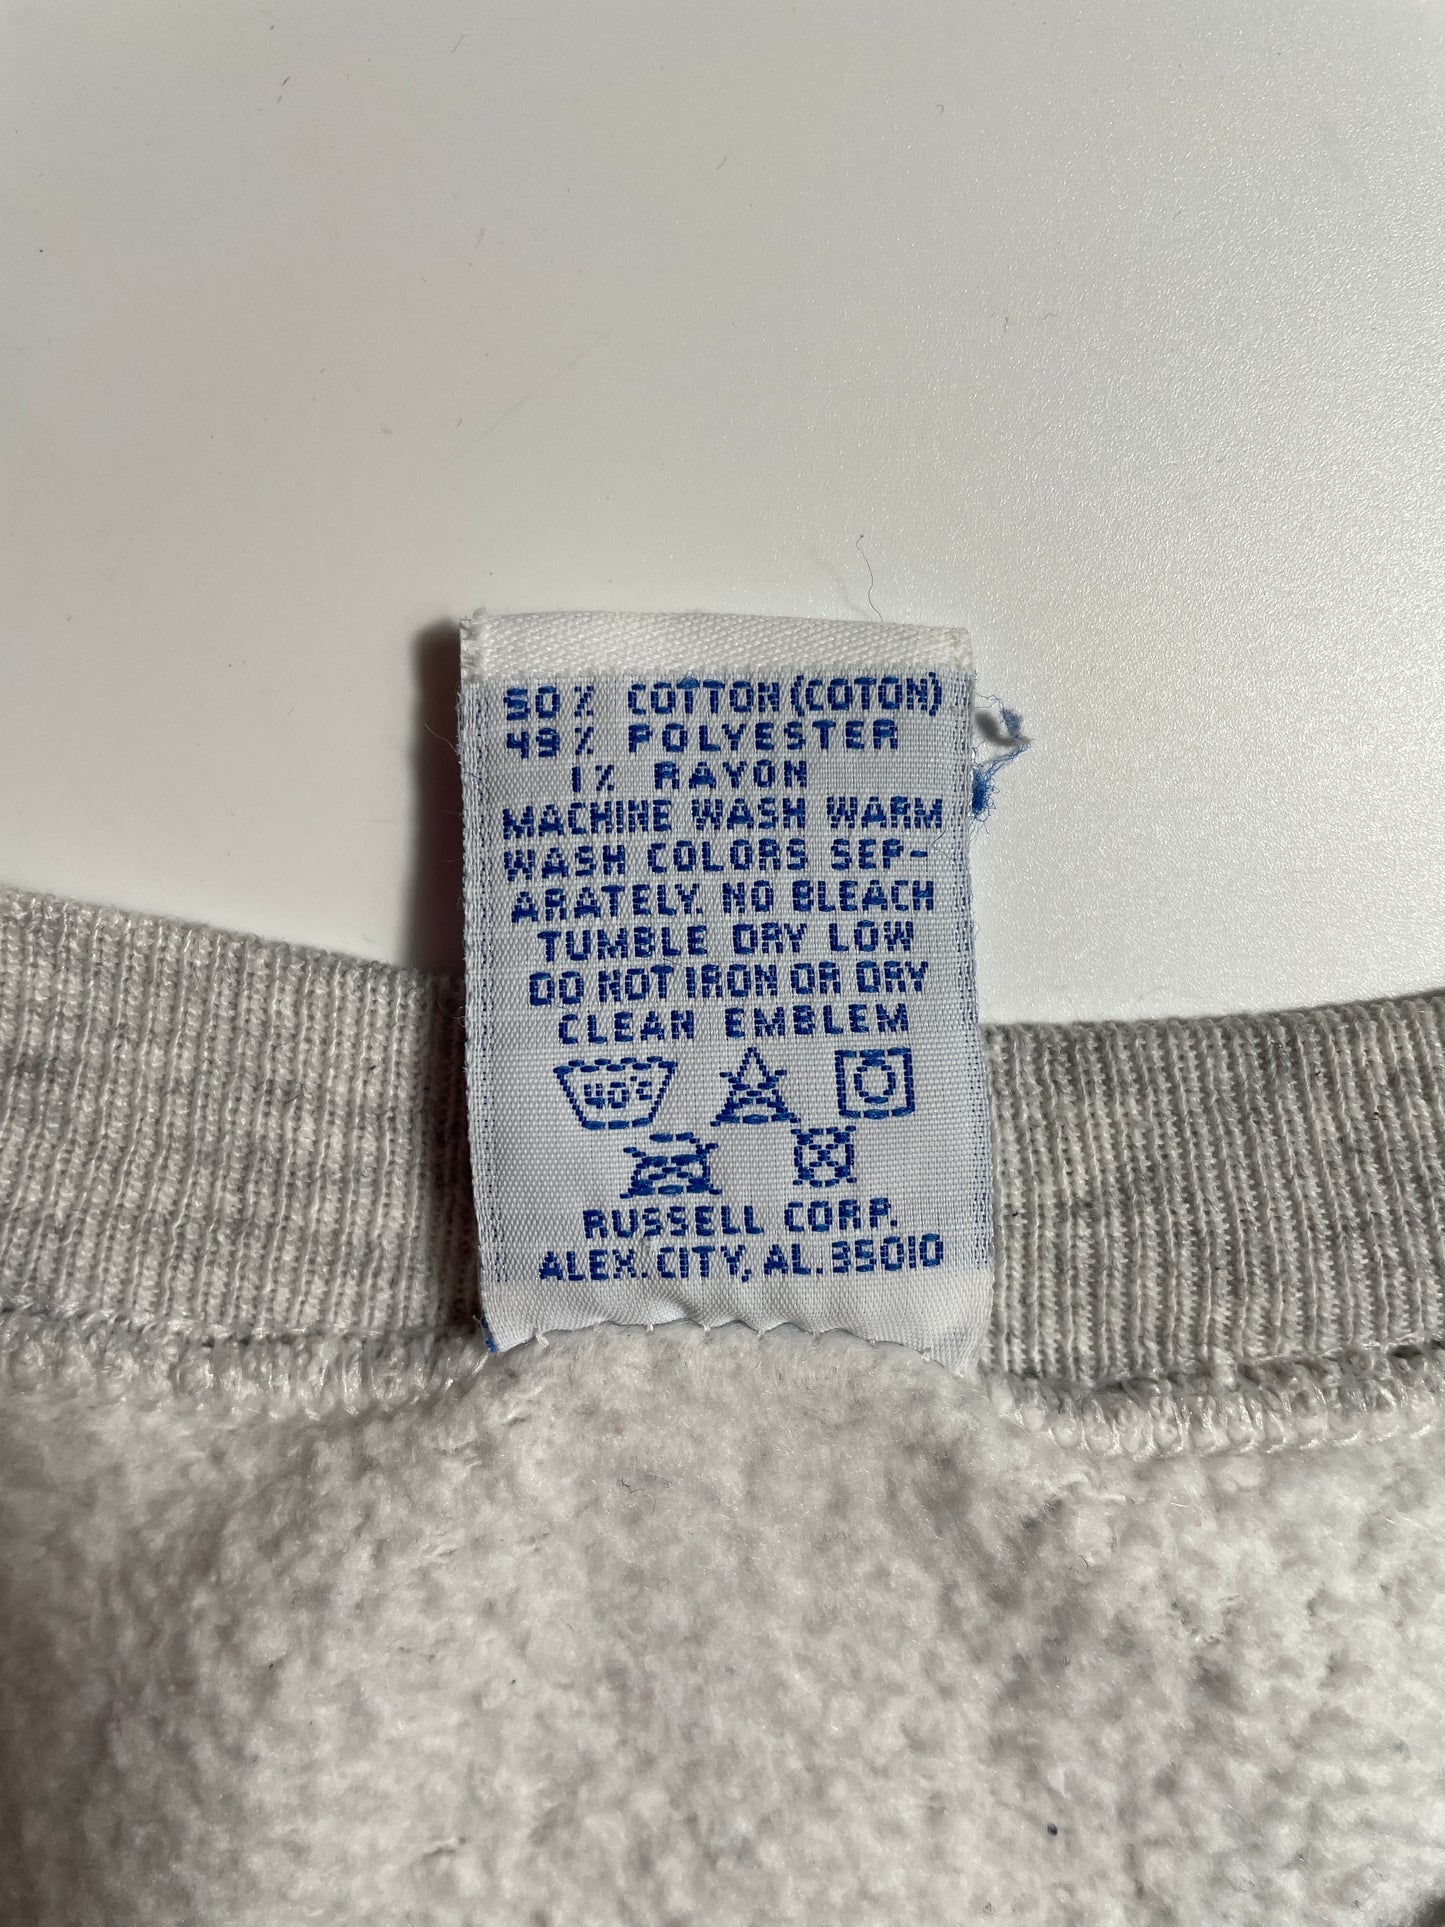 50% COTTON (COTON)
49% POLYESTER
1% RAYON
MACHINE WASH WARM
WASH COLORS SEP-
ARATELY. NO BLEACH
TUMBLE DRY LOW
DO NOT IRON OR DRY
CLEAN EMBLEM
40°C
RUSSELL CORP.
ALEX. CITY, AL. 35010